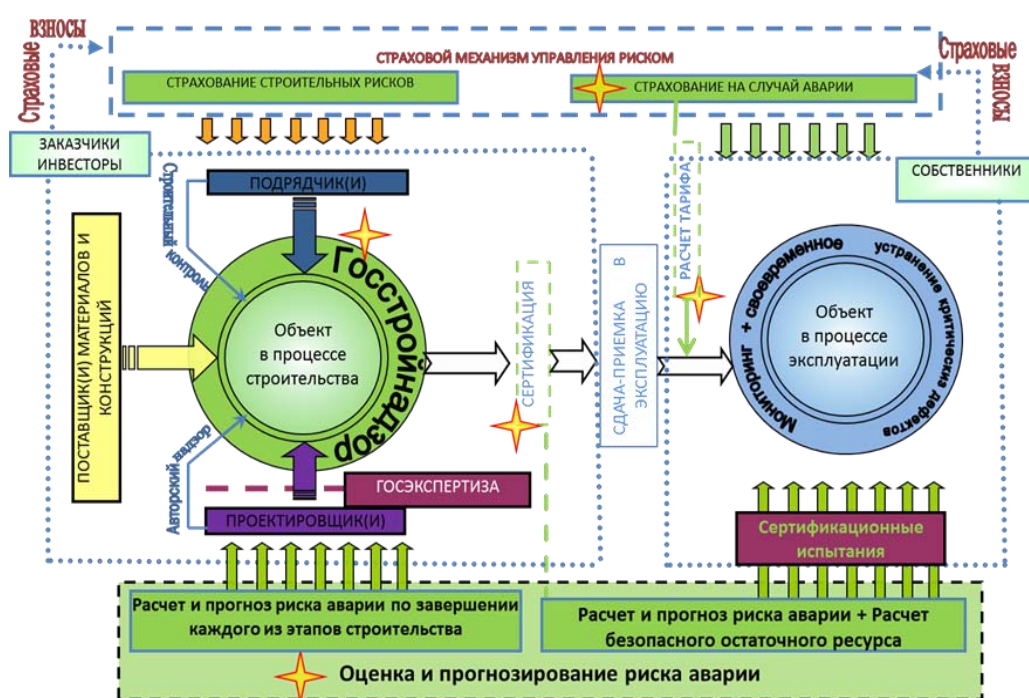 Страховые
ВЗНОСЫ
СТРАХОВОЙ МЕХАНИЗМ УПРАВЛЕНИЯ РИСКОМ
Страховые
ВЗНОСЫ
СТРАХОВАНИЕ СТРОИТЕЛЬНЫХ РИСКОВ
СТРАХОВАНИЕ НА СЛУЧАЙ АВАРИИ
ЗАКАЗЧИКИ
ИНВЕСТОРЫ
СОБСТВЕННИКИ
ПОДРЯДЧИК(И)
Строительный
контроль
ПОСТАВЩИК(И) МАТЕРИАЛОВ И
КОНСТРУКЦИЙ
Госстройнадзор
Объект
в процессе
строительства
Авторский надзор
ГОСЭКСПЕРТИЗА
ПРОЕКТИРОВЩИК(И)
СЕРТИФИКАЦИЯ
СДАЧА-ПРИЕМКА В
ЭКСПЛУАТАЦИЮ
РАСЧЕТ ТАРИФА
Мониторинг + своевременное устранение критических дефектов
Объект
в процессе
эксплуатации
Сертификационные
испытания
Расчет и прогноз риска аварии по завершении
каждого из этапов строительства
Расчет и прогноз риска аварии + Расчет
безопасного остаточного ресурса
Оценка и прогнозирование риска аварии